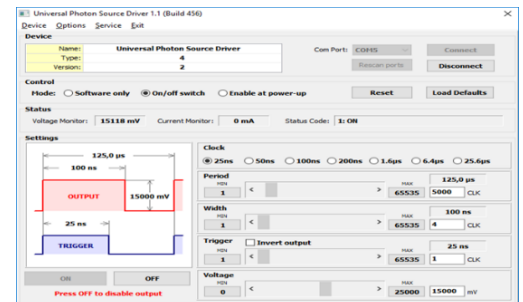 Universal Photon Source Driver 1.1 (Build 456)
Device Options Service Exit
Device
Name: Universal Photon Source Driver
Type: 4
Version: 2
Com Port: COM5
Connect
Rescan ports
Disconnect
Control
Mode: Software only On/off switch Enable at power-up
Reset
Load Defaults
Status
Voltage Monitor: 15118 mV Current Monitor: 0 mA Status Code: 1: ON
Settings
125,0 µs
100 ns
OUTPUT
15000 mV
25 ns
TRIGGER
ON
OFF
Press OFF to disable output
Clock
25ns 50ns 100ns 200ns 1.6µs 6.4µs 25.6µs
Period
125,0 µs
MIN
1
< >
MAX
65535
5000 CLK
Width
100 ns
MIN
1
< >
MAX
65535
4 CLK
Trigger Invert output
25 ns
MIN
1
< >
MAX
65535
1 CLK
Voltage
MIN
0
< >
MAX
25000
15000 mV